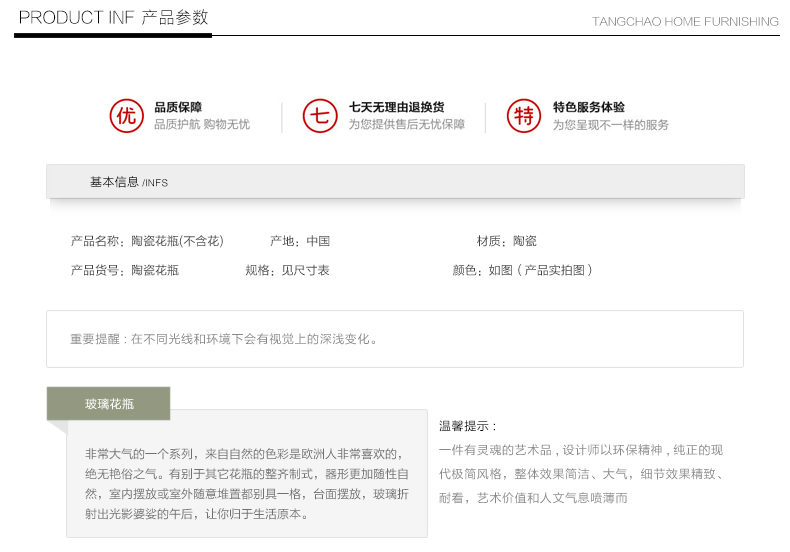 PRODUCT INF 产品参数
TANGCHAO HOME FURNISHING
优 品质保障
品质护航 购物无忧
七 七天无理由退换货
为您提供售后无忧保障
特 特色服务体验
为您呈现不一样的服务
基本信息 /INFS
产品名称：陶瓷花瓶(不含花) 产地：中国 材质：陶瓷
产品货号：陶瓷花瓶 规格：见尺寸表 颜色：如图（产品实拍图）
重要提醒：在不同光线和环境下会有视觉上的深浅变化。
玻璃花瓶
非常大气的一个系列，来自自然的色彩是欧洲人非常喜欢的，
绝无艳俗之气。有别于其它花瓶的整齐制式，器形更加随性自
然，室内摆放或室外随意堆置都别具一格，台面摆放，玻璃折
射出光影婆娑的午后，让你归于生活原本。
温馨提示：
一件有灵魂的艺术品，设计师以环保精神，纯正的现
代极简风格，整体效果简洁、大气，细节效果精致、
耐看，艺术价值和人文气息喷薄而